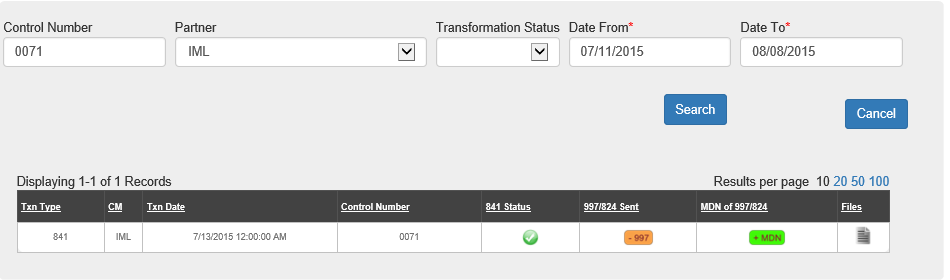 Control Number Partner Transformation Status Date From* Date To*
0071 IML 07/11/2015 08/08/2015
Search
Cancel
Displaying 1-1 of 1 Records Results per page 10 20 50 100
Txn Type CM Txn Date Control Number 841 Status 997/824 Sent MDN of 997/824 Files
841 IML 7/13/2015 12:00:00 AM 0071 - 997 + MDN